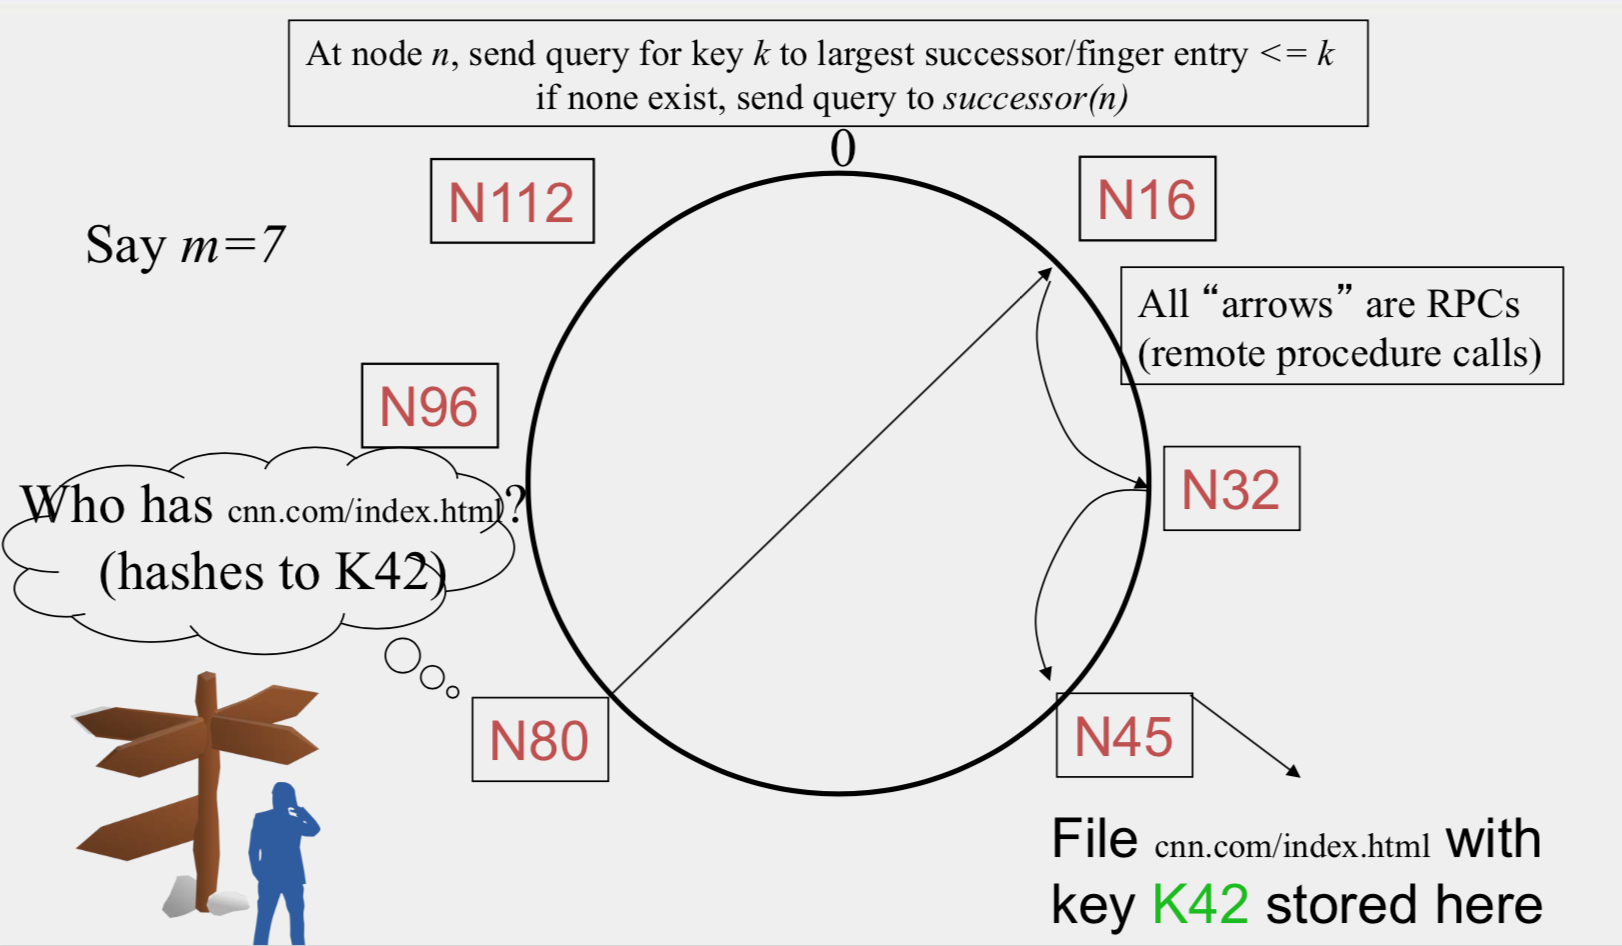 At node n, send query for key k to largest successor/finger entry <= k
if none exist, send query to successor(n)
0
N112
N16
Say m=7
All “arrows” are RPCs
(remote procedure calls)
N96
N32
Who has cnn.com/index.html?
(hashes to K42)
N80
N45
File cnn.com/index.html with
key K42 stored here